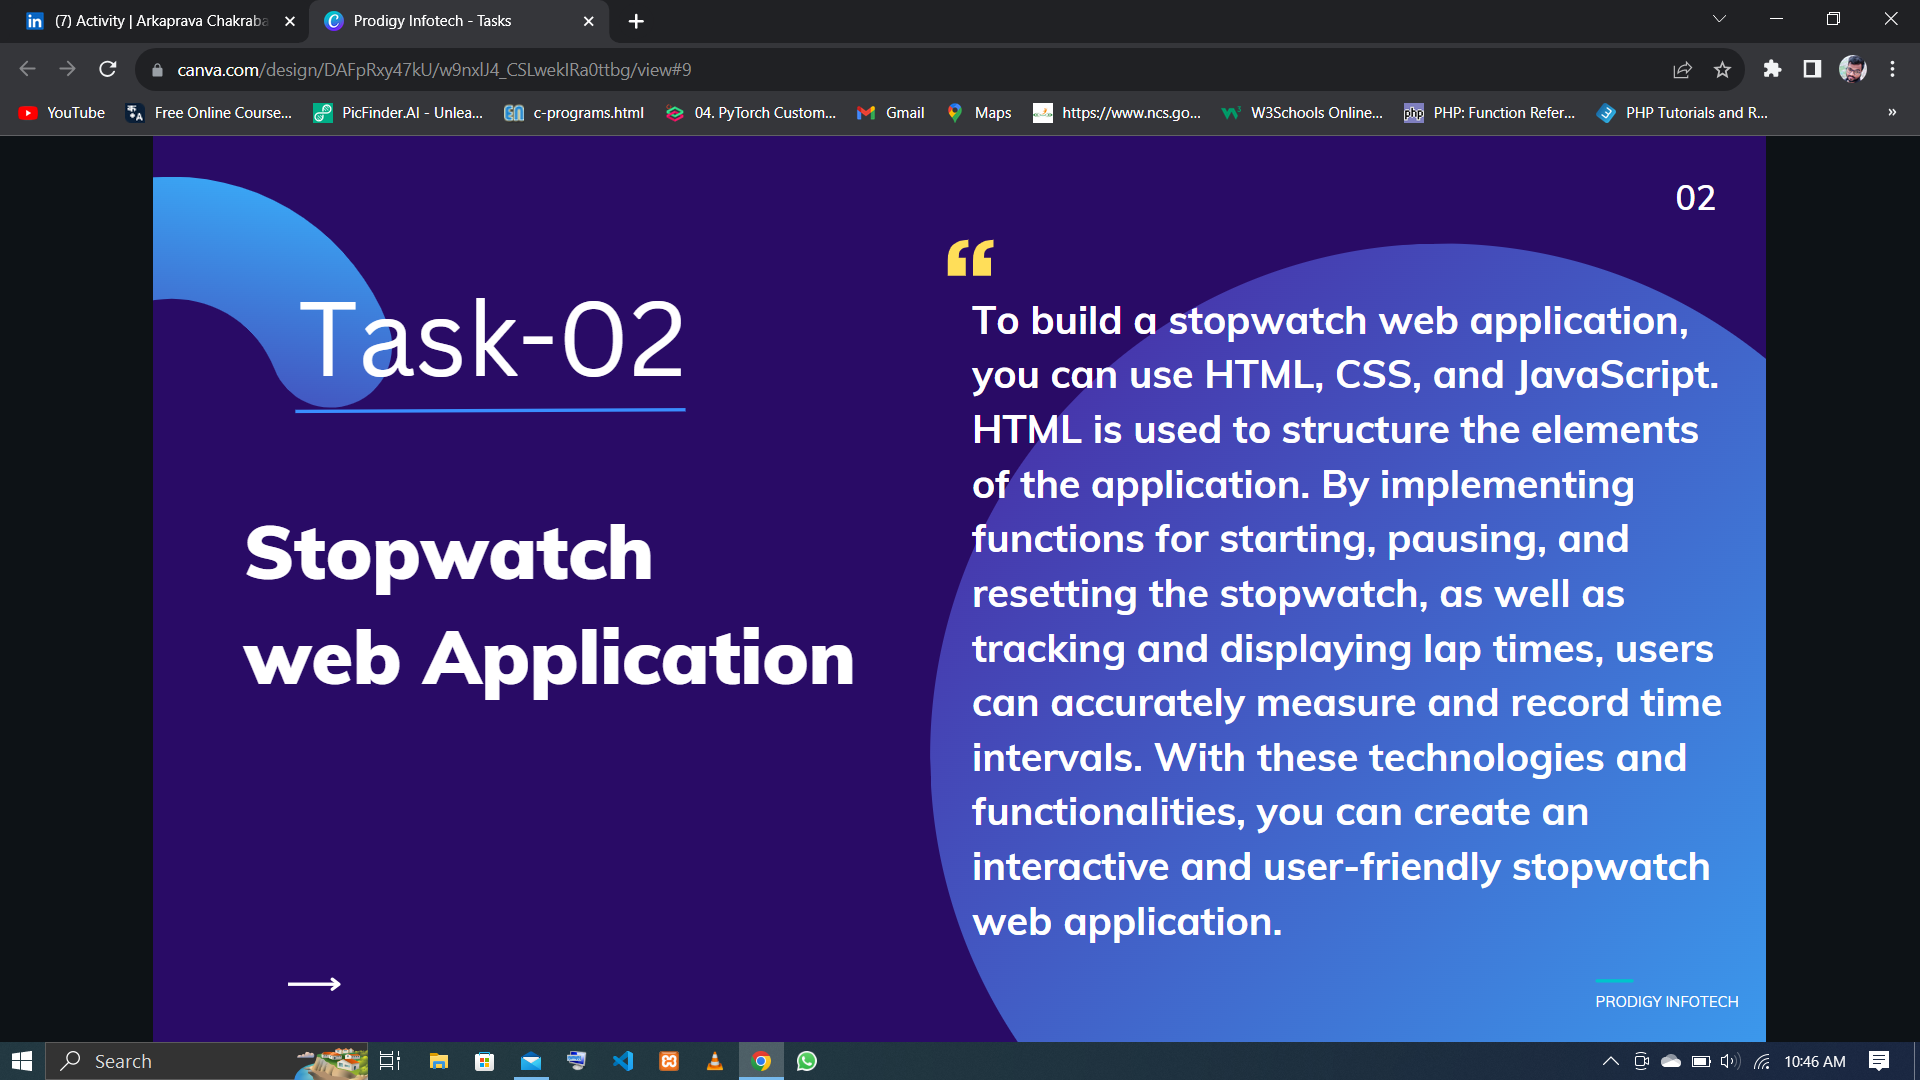 (7) Activity | Arkaprava Chakraba
Prodigy Infotech - Tasks
canva.com/design/DAFpRxy47kU/w9nxlJ4_CSLweklRa0ttbg/view#9
YouTube
Free Online Course...
PicFinder.AI - Unlea...
c-programs.html
04. PyTorch Custom...
Gmail
Maps
https://www.ncs.go...
W3Schools Online...
php
PHP: Function Refer...
PHP Tutorials and R...
»
02
Task-02
Stopwatch
web Application
“
To build a stopwatch web application,
you can use HTML, CSS, and JavaScript.
HTML is used to structure the elements
of the application. By implementing
functions for starting, pausing, and
resetting the stopwatch, as well as
tracking and displaying lap times, users
can accurately measure and record time
intervals. With these technologies and
functionalities, you can create an
interactive and user-friendly stopwatch
web application.
PRODIGY INFOTECH
Search
10:46 AM